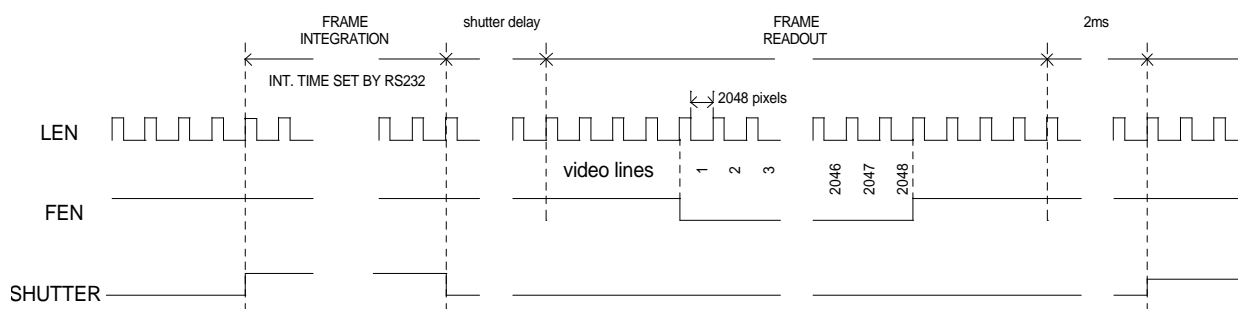 FRAME
INTEGRATION
shutter delay
FRAME
READOUT
2ms
INT. TIME SET BY RS232
2048 pixels
LEN
video lines
1
2
3
2046
2047
2048
FEN
SHUTTER